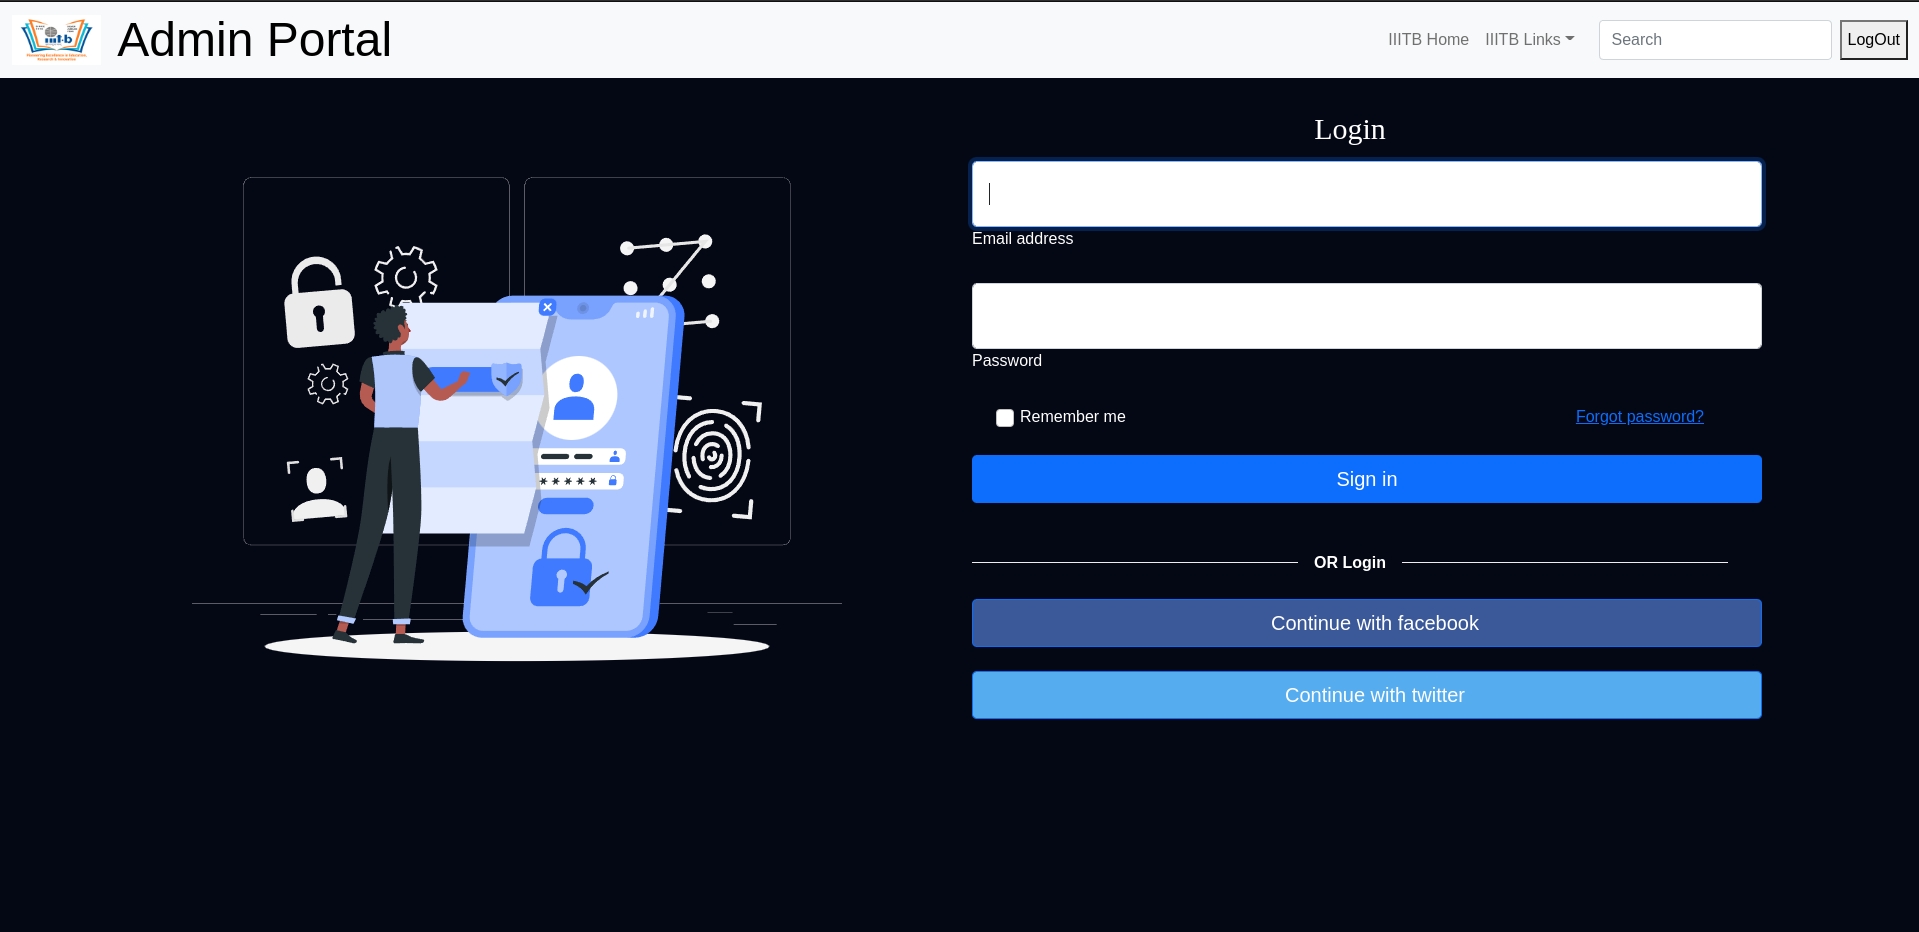 iiit-b
Admin Portal
IIITB Home
IIITB Links
Search
LogOut
Login
Email address
Password
Remember me
Forgot password?
Sign in
OR Login
Continue with facebook
Continue with twitter